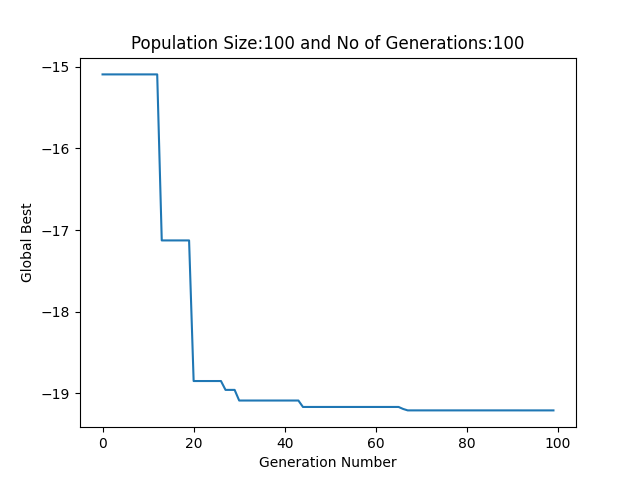 Population Size:100 and No of Generations:100
−15
−16
−17
−18
−19
Global Best
0 20 40 60 80 100
Generation Number